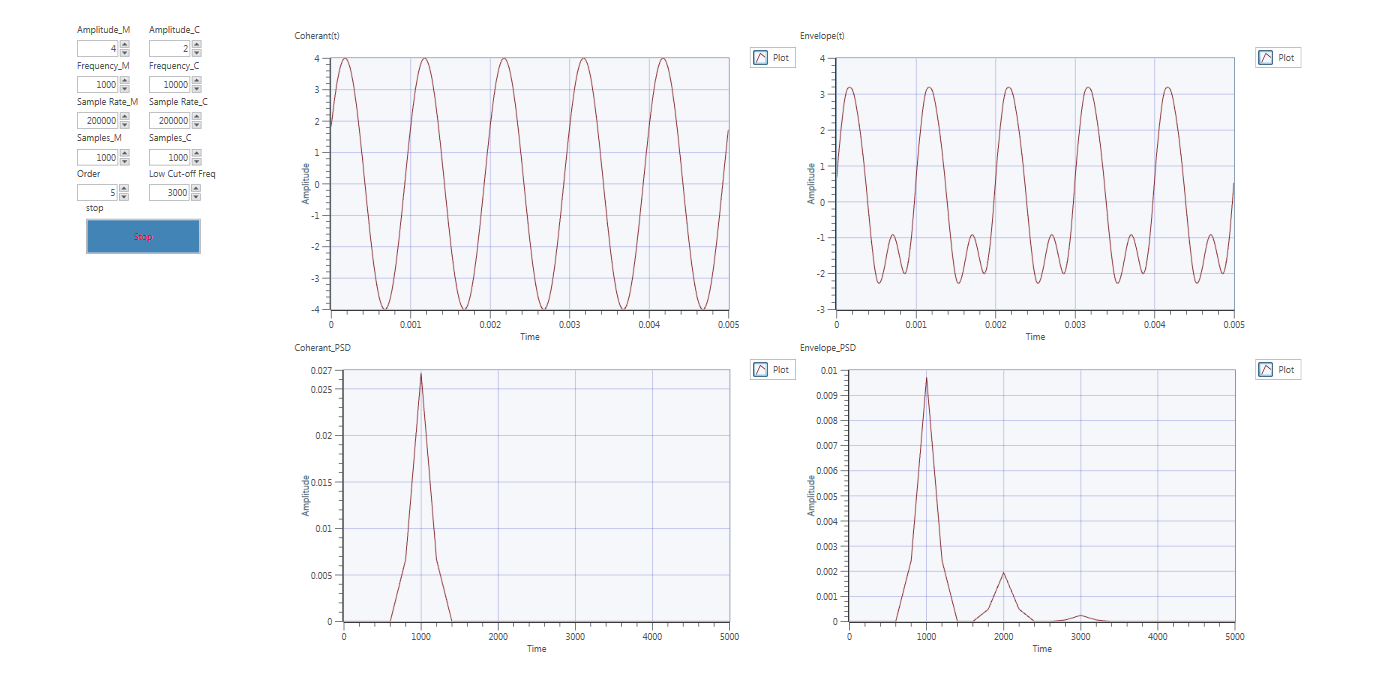 Amplitude_M Amplitude_C
4 2
Frequency_M Frequency_C
1000 10000
Sample Rate_M Sample Rate_C
200000 200000
Samples_M Samples_C
1000 1000
Order Low Cut-off Freq
5 3000
stop
Stop
Coherant(t)
Plot
4
3
2
1
0
-1
-2
-3
-4
Amplitude
0 0.001 0.002 0.003 0.004 0.005
Time
Envelope(t)
Plot
4
3
2
1
0
-1
-2
-3
Amplitude
0 0.001 0.002 0.003 0.004 0.005
Time
Coherant_PSD
Plot
0.027
0.025
0.02
0.015
0.01
0.005
0
Amplitude
0 1000 2000 3000 4000 5000
Time
Envelope_PSD
Plot
0.01
0.009
0.008
0.007
0.006
0.005
0.004
0.003
0.002
0.001
0
Amplitude
0 1000 2000 3000 4000 5000
Time